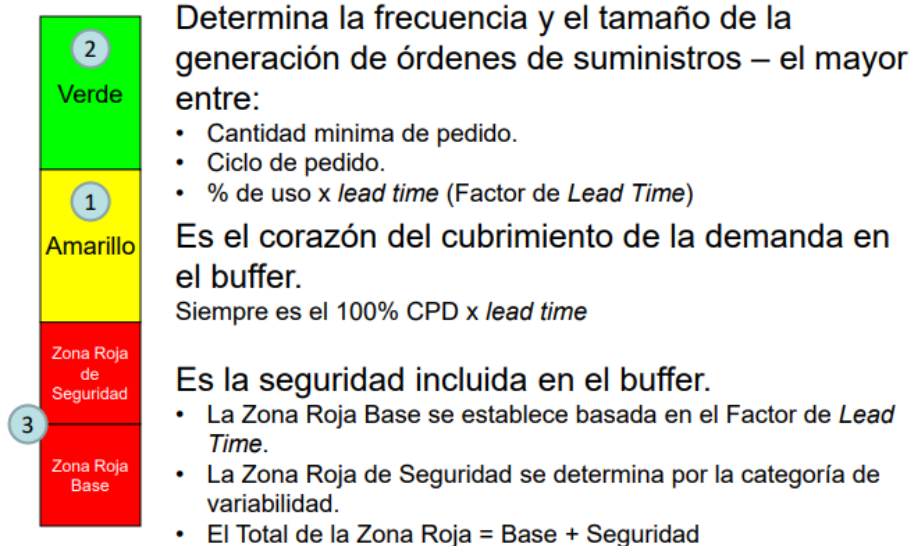 Determina la frecuencia y el tamaño de la
generación de órdenes de suministros – el mayor
entre:
• Cantidad minima de pedido.
• Ciclo de pedido.
• % de uso x lead time (Factor de Lead Time)
2
Verde
Es el corazón del cubrimiento de la demanda en
el buffer.
Siempre es el 100% CPD x lead time
1
Amarillo
Es la seguridad incluida en el buffer.
• La Zona Roja Base se establece basada en el Factor de Lead
Time.
• La Zona Roja de Seguridad se determina por la categoría de
variabilidad.
• El Total de la Zona Roja = Base + Seguridad
Zona Roja
de
Seguridad
3
Zona Roja
Base